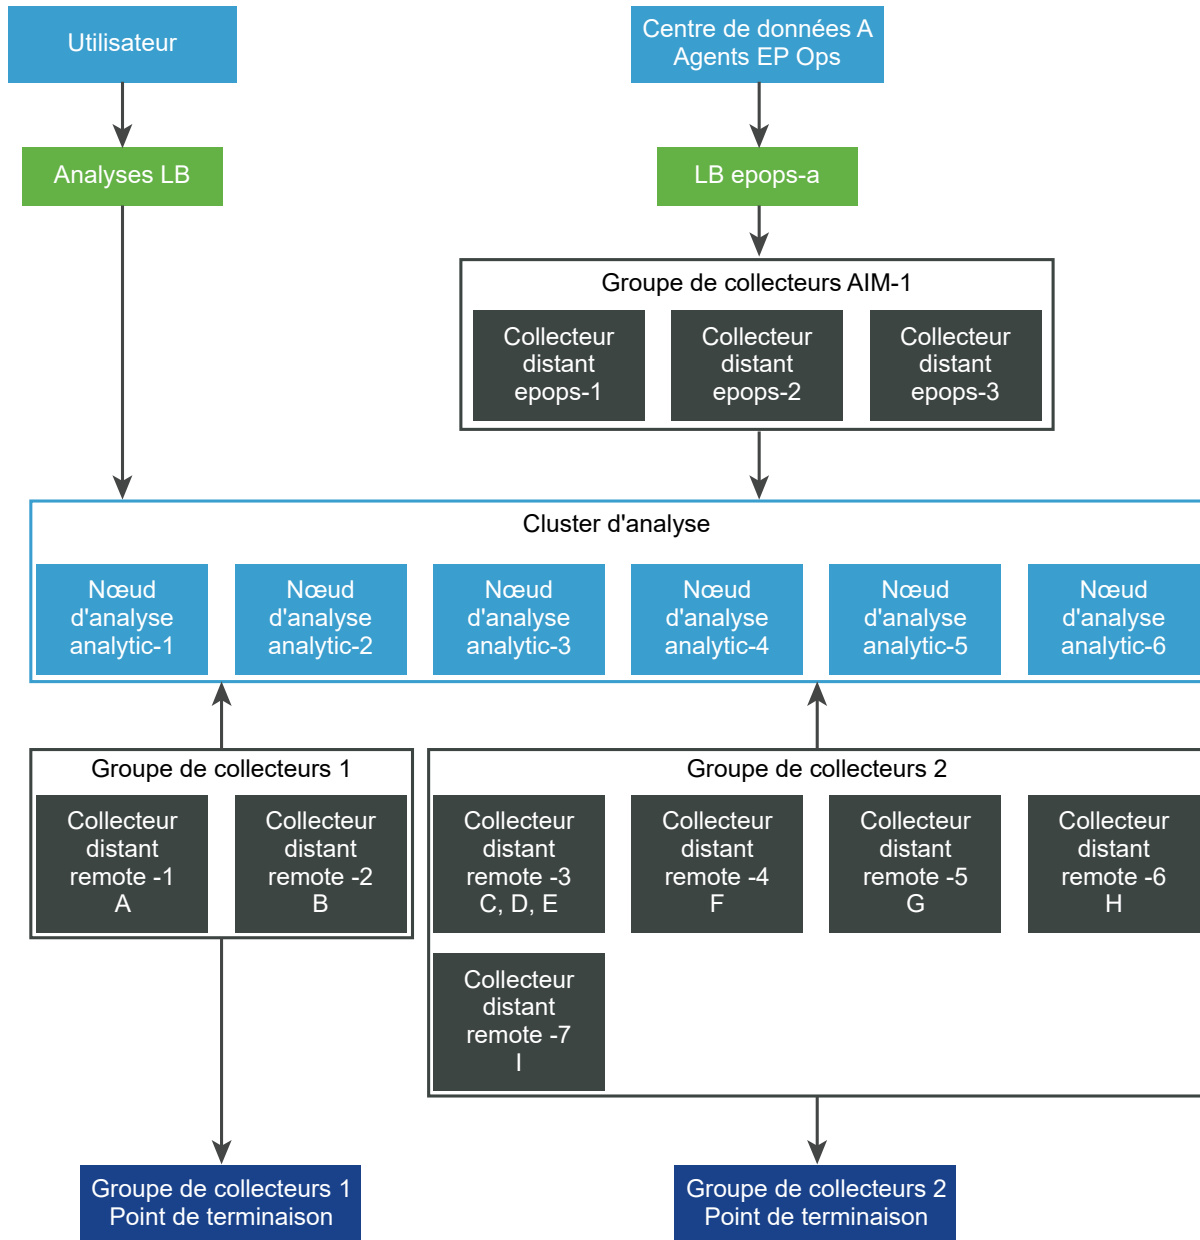 Utilisateur
Centre de données A
Agents EP Ops
Analyses LB
LB epops-a
Groupe de collecteurs AIM-1
Collecteur
distant
epops-1
Collecteur
distant
epops-2
Collecteur
distant
epops-3
Cluster d'analyse
Nœud
d'analyse
analytic-1
Nœud
d'analyse
analytic-2
Nœud
d'analyse
analytic-3
Nœud
d'analyse
analytic-4
Nœud
d'analyse
analytic-5
Nœud
d'analyse
analytic-6
Groupe de collecteurs 1
Collecteur
distant
remote -1
A
Collecteur
distant
remote -2
B
Groupe de collecteurs 2
Collecteur
distant
remote -3
C, D, E
Collecteur
distant
remote -4
F
Collecteur
distant
remote -5
G
Collecteur
distant
remote -6
H
Collecteur
distant
remote -7
I
Groupe de collecteurs 1
Point de terminaison
Groupe de collecteurs 2
Point de terminaison